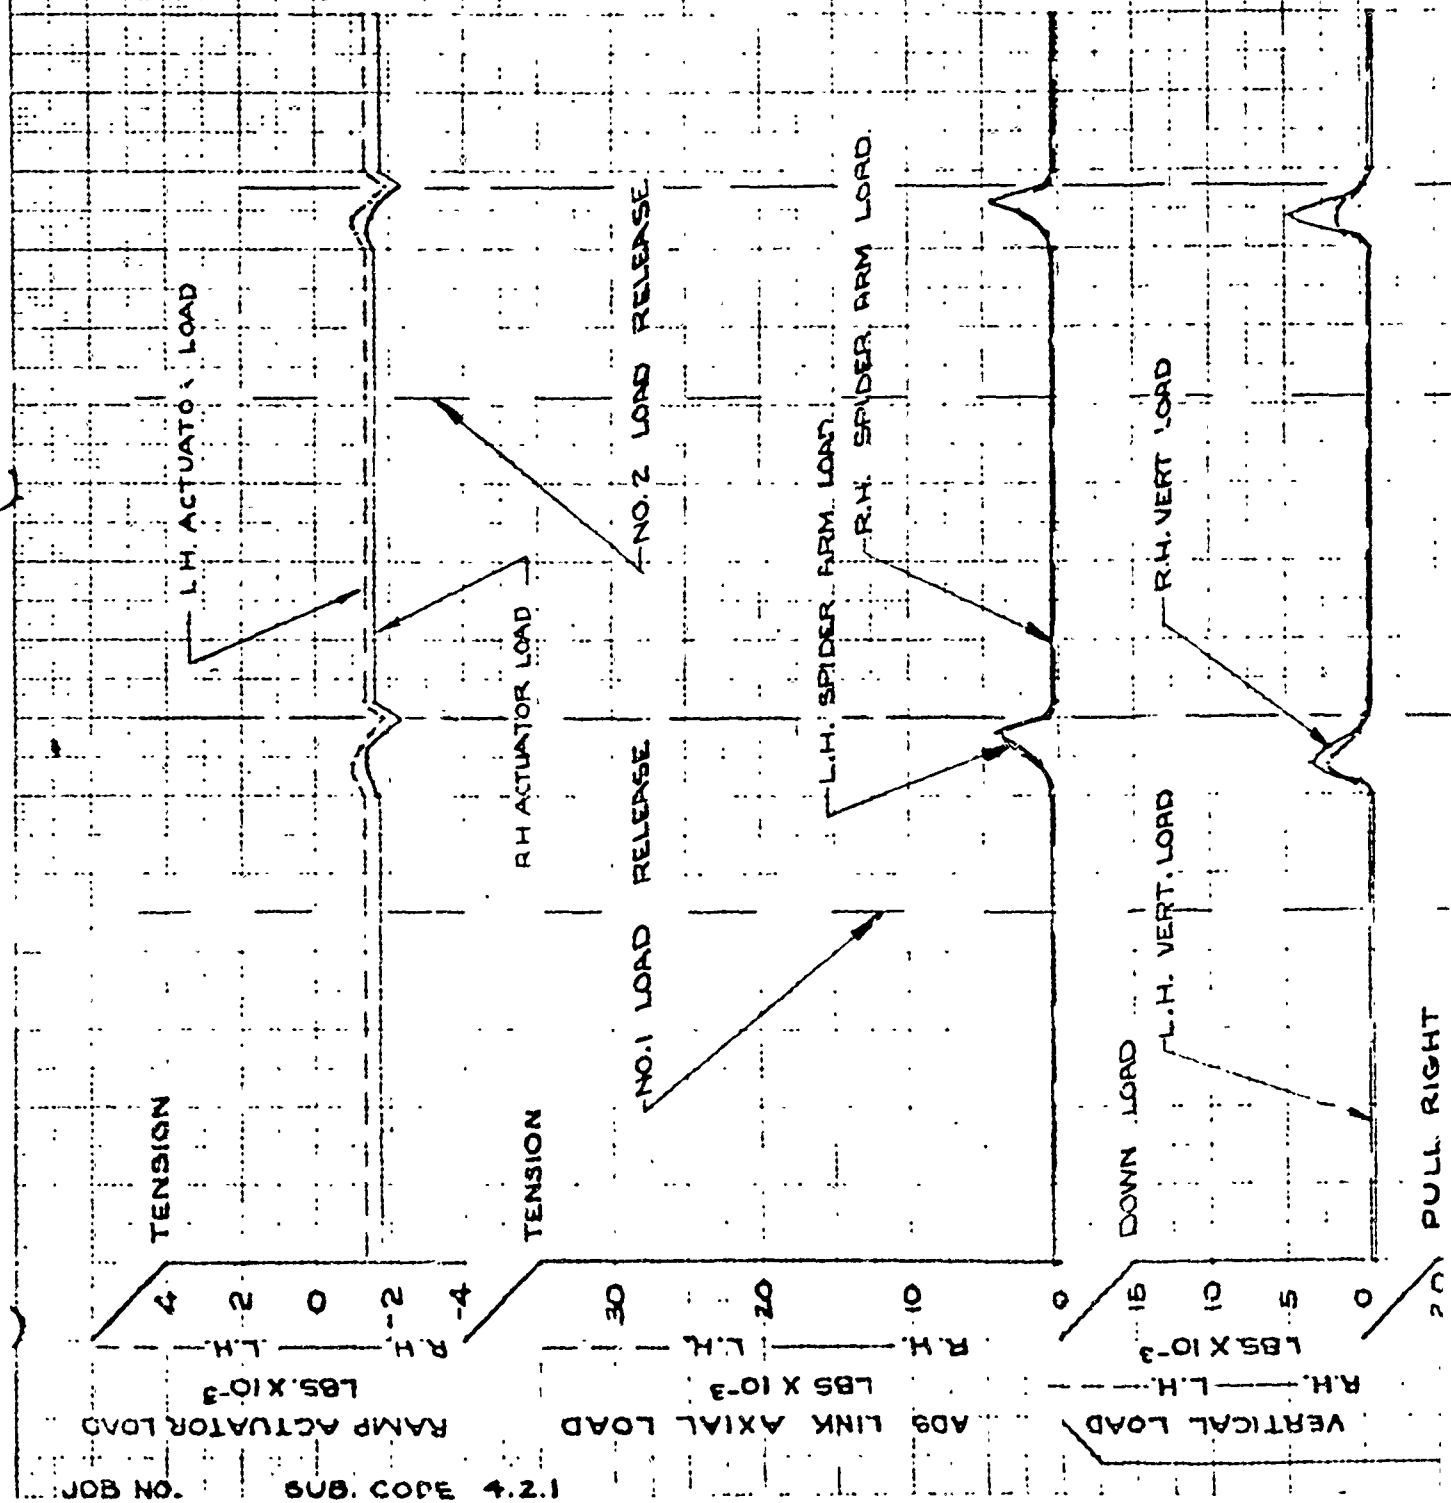 L.H. ACTUATO. LOAD
RH ACTUATOR LOAD
NO.2 LOAD RELEASE
NO.1 LOAD RELEASE
L.H. SPIDER ARM LOAD
R.H. SPIDER ARM LOAD
R.H. VERT LOAD
L.H. VERT. LOAD
TENSION
TENSION
DOWN LOAD
PULL RIGHT
4
2
0
-2
-4
30
20
10
0
15
10
5
0
20
RAMP ACTUATOR LOAD
LBS. X 10-3
R.H. L.H.
ADS LINK AXIAL LOAD
LBS X 10-3
R.H. L.H.
VERTICAL LOAD
R.H. L.H.
LBS. X 10-3
JOB NO. SUB. CODE 4.2.1